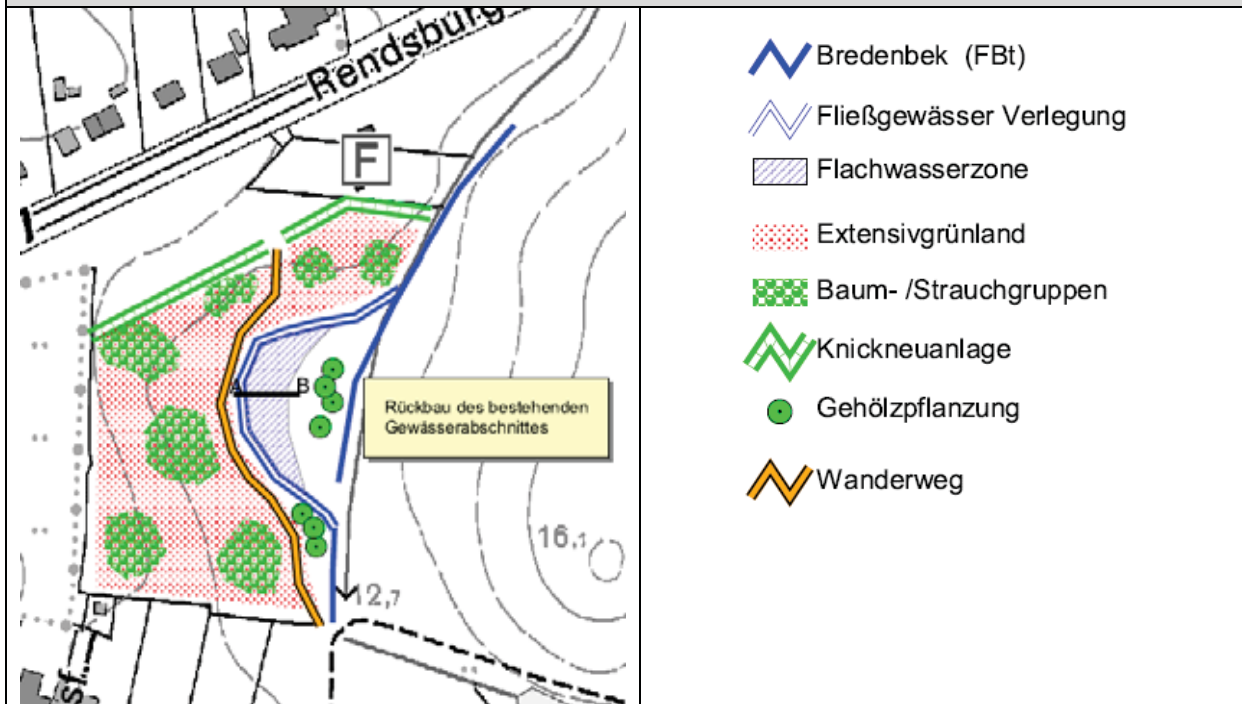 Rendsburg
F
A B
Rückbau des bestehenden
Gewässerabschnittes
16,1
12,7
sf.
Bredenbek (FBt)
Fließgewässer Verlegung
Flachwasserzone
Extensivgrünland
Baum- /Strauchgruppen
Knickneuanlage
Gehölzpflanzung
Wanderweg